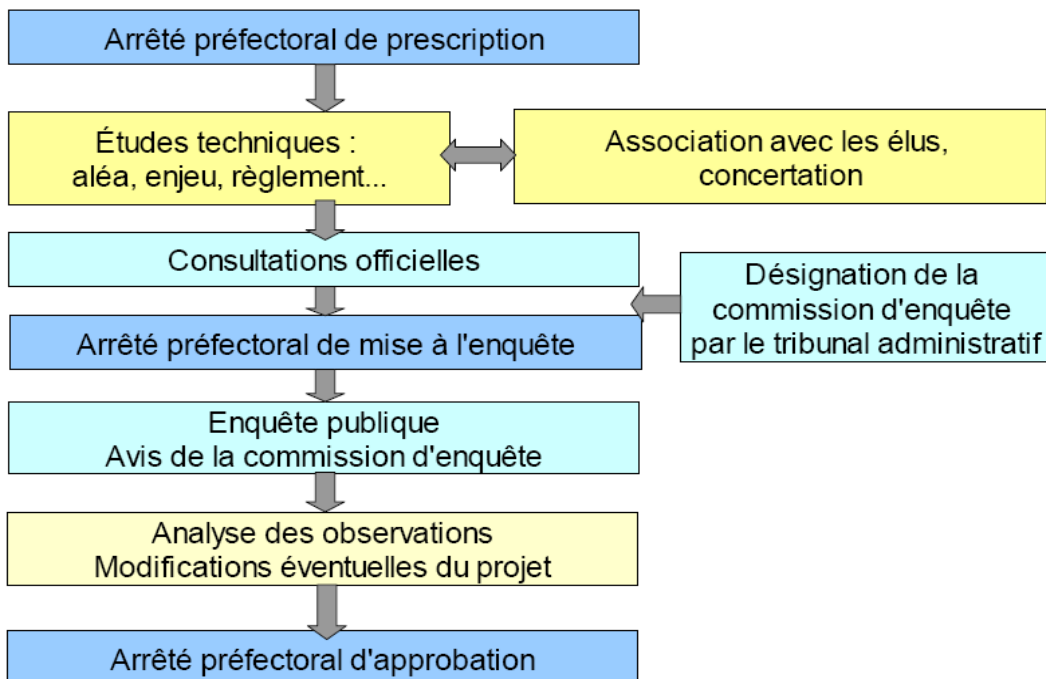 Arrêté préfectoral de prescription
Études techniques :
aléa, enjeu, règlement...
Association avec les élus,
concertation
Consultations officielles
Désignation de la
commission d'enquête
par le tribunal administratif
Arrêté préfectoral de mise à l'enquête
Enquête publique
Avis de la commission d'enquête
Analyse des observations
Modifications éventuelles du projet
Arrêté préfectoral d'approbation